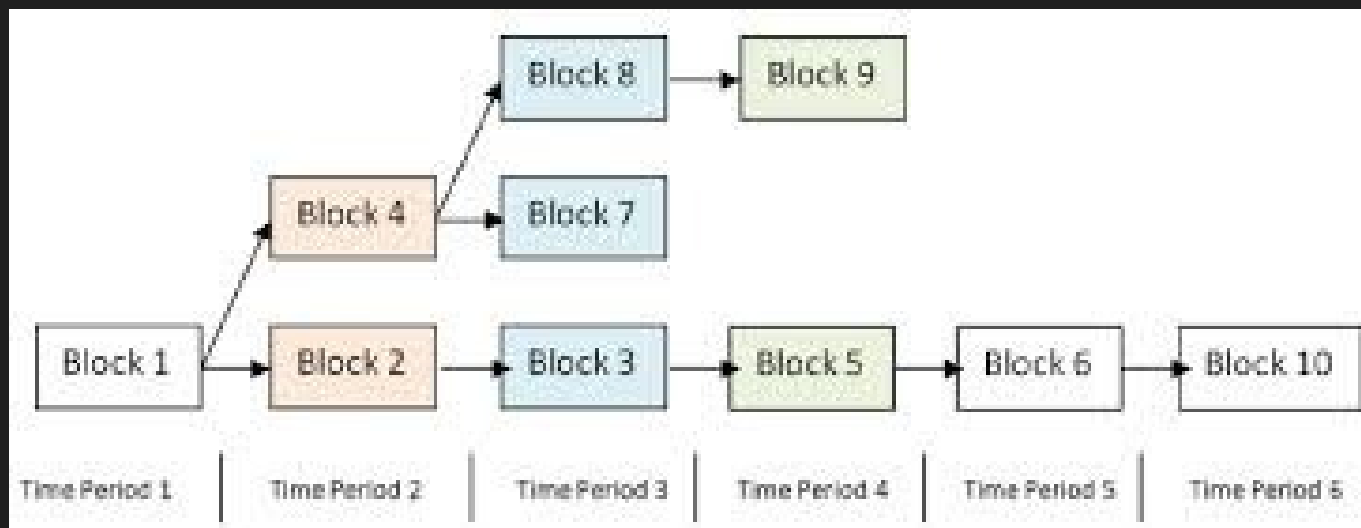 Block 8
Block 9
Block 4
Block 7
Block 1
Block 2
Block 3
Block 5
Block 6
Block 10
Time Period 1
Time Period 2
Time Period 3
Time Period 4
Time Period 5
Time Period 6